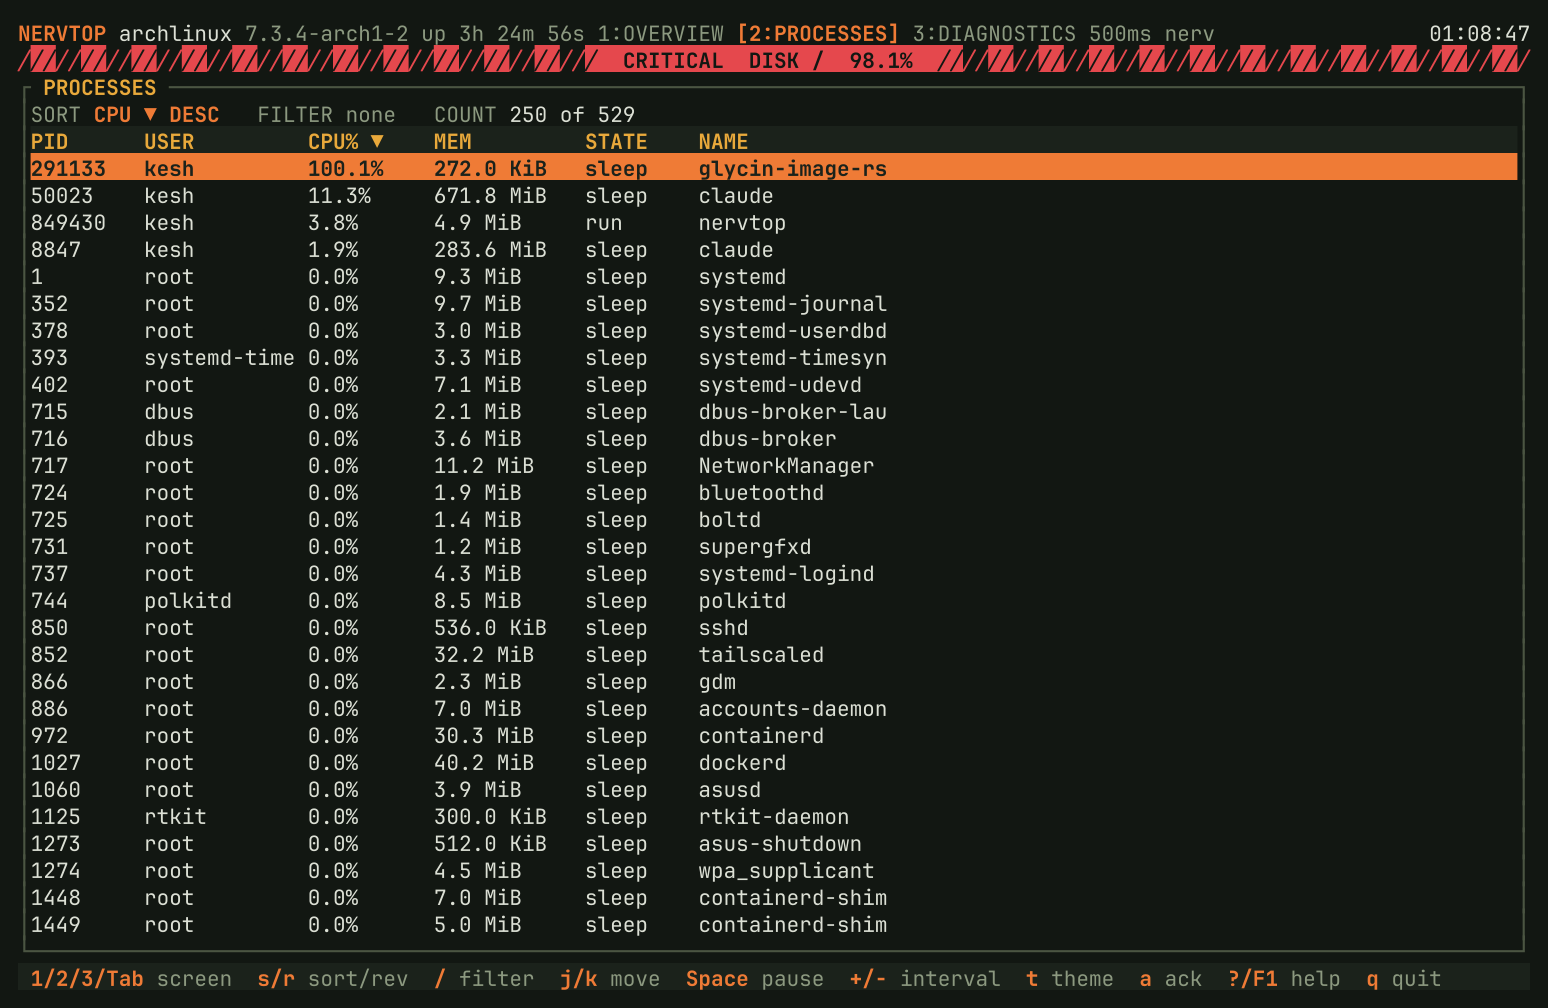 NERVTOP archlinux 7.3.4-arch1-2 up 3h 24m 56s 1:OVERVIEW [2:PROCESSES] 3:DIAGNOSTICS 500ms nerv 01:08:47
CRITICAL DISK / 98.1%
PROCESSES
SORT CPU ▼ DESC FILTER none COUNT 250 of 529
PID USER CPU% ▼ MEM STATE NAME
291133 kesh 100.1% 272.0 KiB sleep glycin-image-rs
50023 kesh 11.3% 671.8 MiB sleep claude
849430 kesh 3.8% 4.9 MiB run nervtop
8847 kesh 1.9% 283.6 MiB sleep claude
1 root 0.0% 9.3 MiB sleep systemd
352 root 0.0% 9.7 MiB sleep systemd-journal
378 root 0.0% 3.0 MiB sleep systemd-userdbd
393 systemd-time 0.0% 3.3 MiB sleep systemd-timesyn
402 root 0.0% 7.1 MiB sleep systemd-udevd
715 dbus 0.0% 2.1 MiB sleep dbus-broker-lau
716 dbus 0.0% 3.6 MiB sleep dbus-broker
717 root 0.0% 11.2 MiB sleep NetworkManager
724 root 0.0% 1.9 MiB sleep bluetoothd
725 root 0.0% 1.4 MiB sleep boltd
731 root 0.0% 1.2 MiB sleep supergfxd
737 root 0.0% 4.3 MiB sleep systemd-logind
744 polkitd 0.0% 8.5 MiB sleep polkitd
850 root 0.0% 536.0 KiB sleep sshd
852 root 0.0% 32.2 MiB sleep tailscaled
866 root 0.0% 2.3 MiB sleep gdm
886 root 0.0% 7.0 MiB sleep accounts-daemon
972 root 0.0% 30.3 MiB sleep containerd
1027 root 0.0% 40.2 MiB sleep dockerd
1060 root 0.0% 3.9 MiB sleep asusd
1125 rtkit 0.0% 300.0 KiB sleep rtkit-daemon
1273 root 0.0% 512.0 KiB sleep asus-shutdown
1274 root 0.0% 4.5 MiB sleep wpa_supplicant
1448 root 0.0% 7.0 MiB sleep containerd-shim
1449 root 0.0% 5.0 MiB sleep containerd-shim
1/2/3/Tab screen s/r sort/rev / filter j/k move Space pause +/- interval t theme a ack ?/F1 help q quit